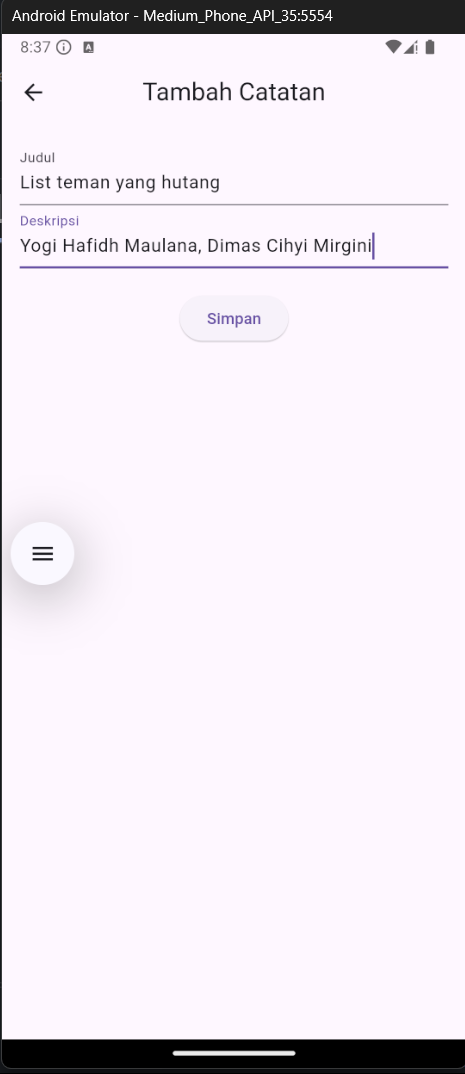 Android Emulator - Medium_Phone_API_35:5554
8:37
Tambah Catatan
Judul
List teman yang hutang
Deskripsi
Yogi Hafidh Maulana, Dimas Cihyi Mirgini
Simpan